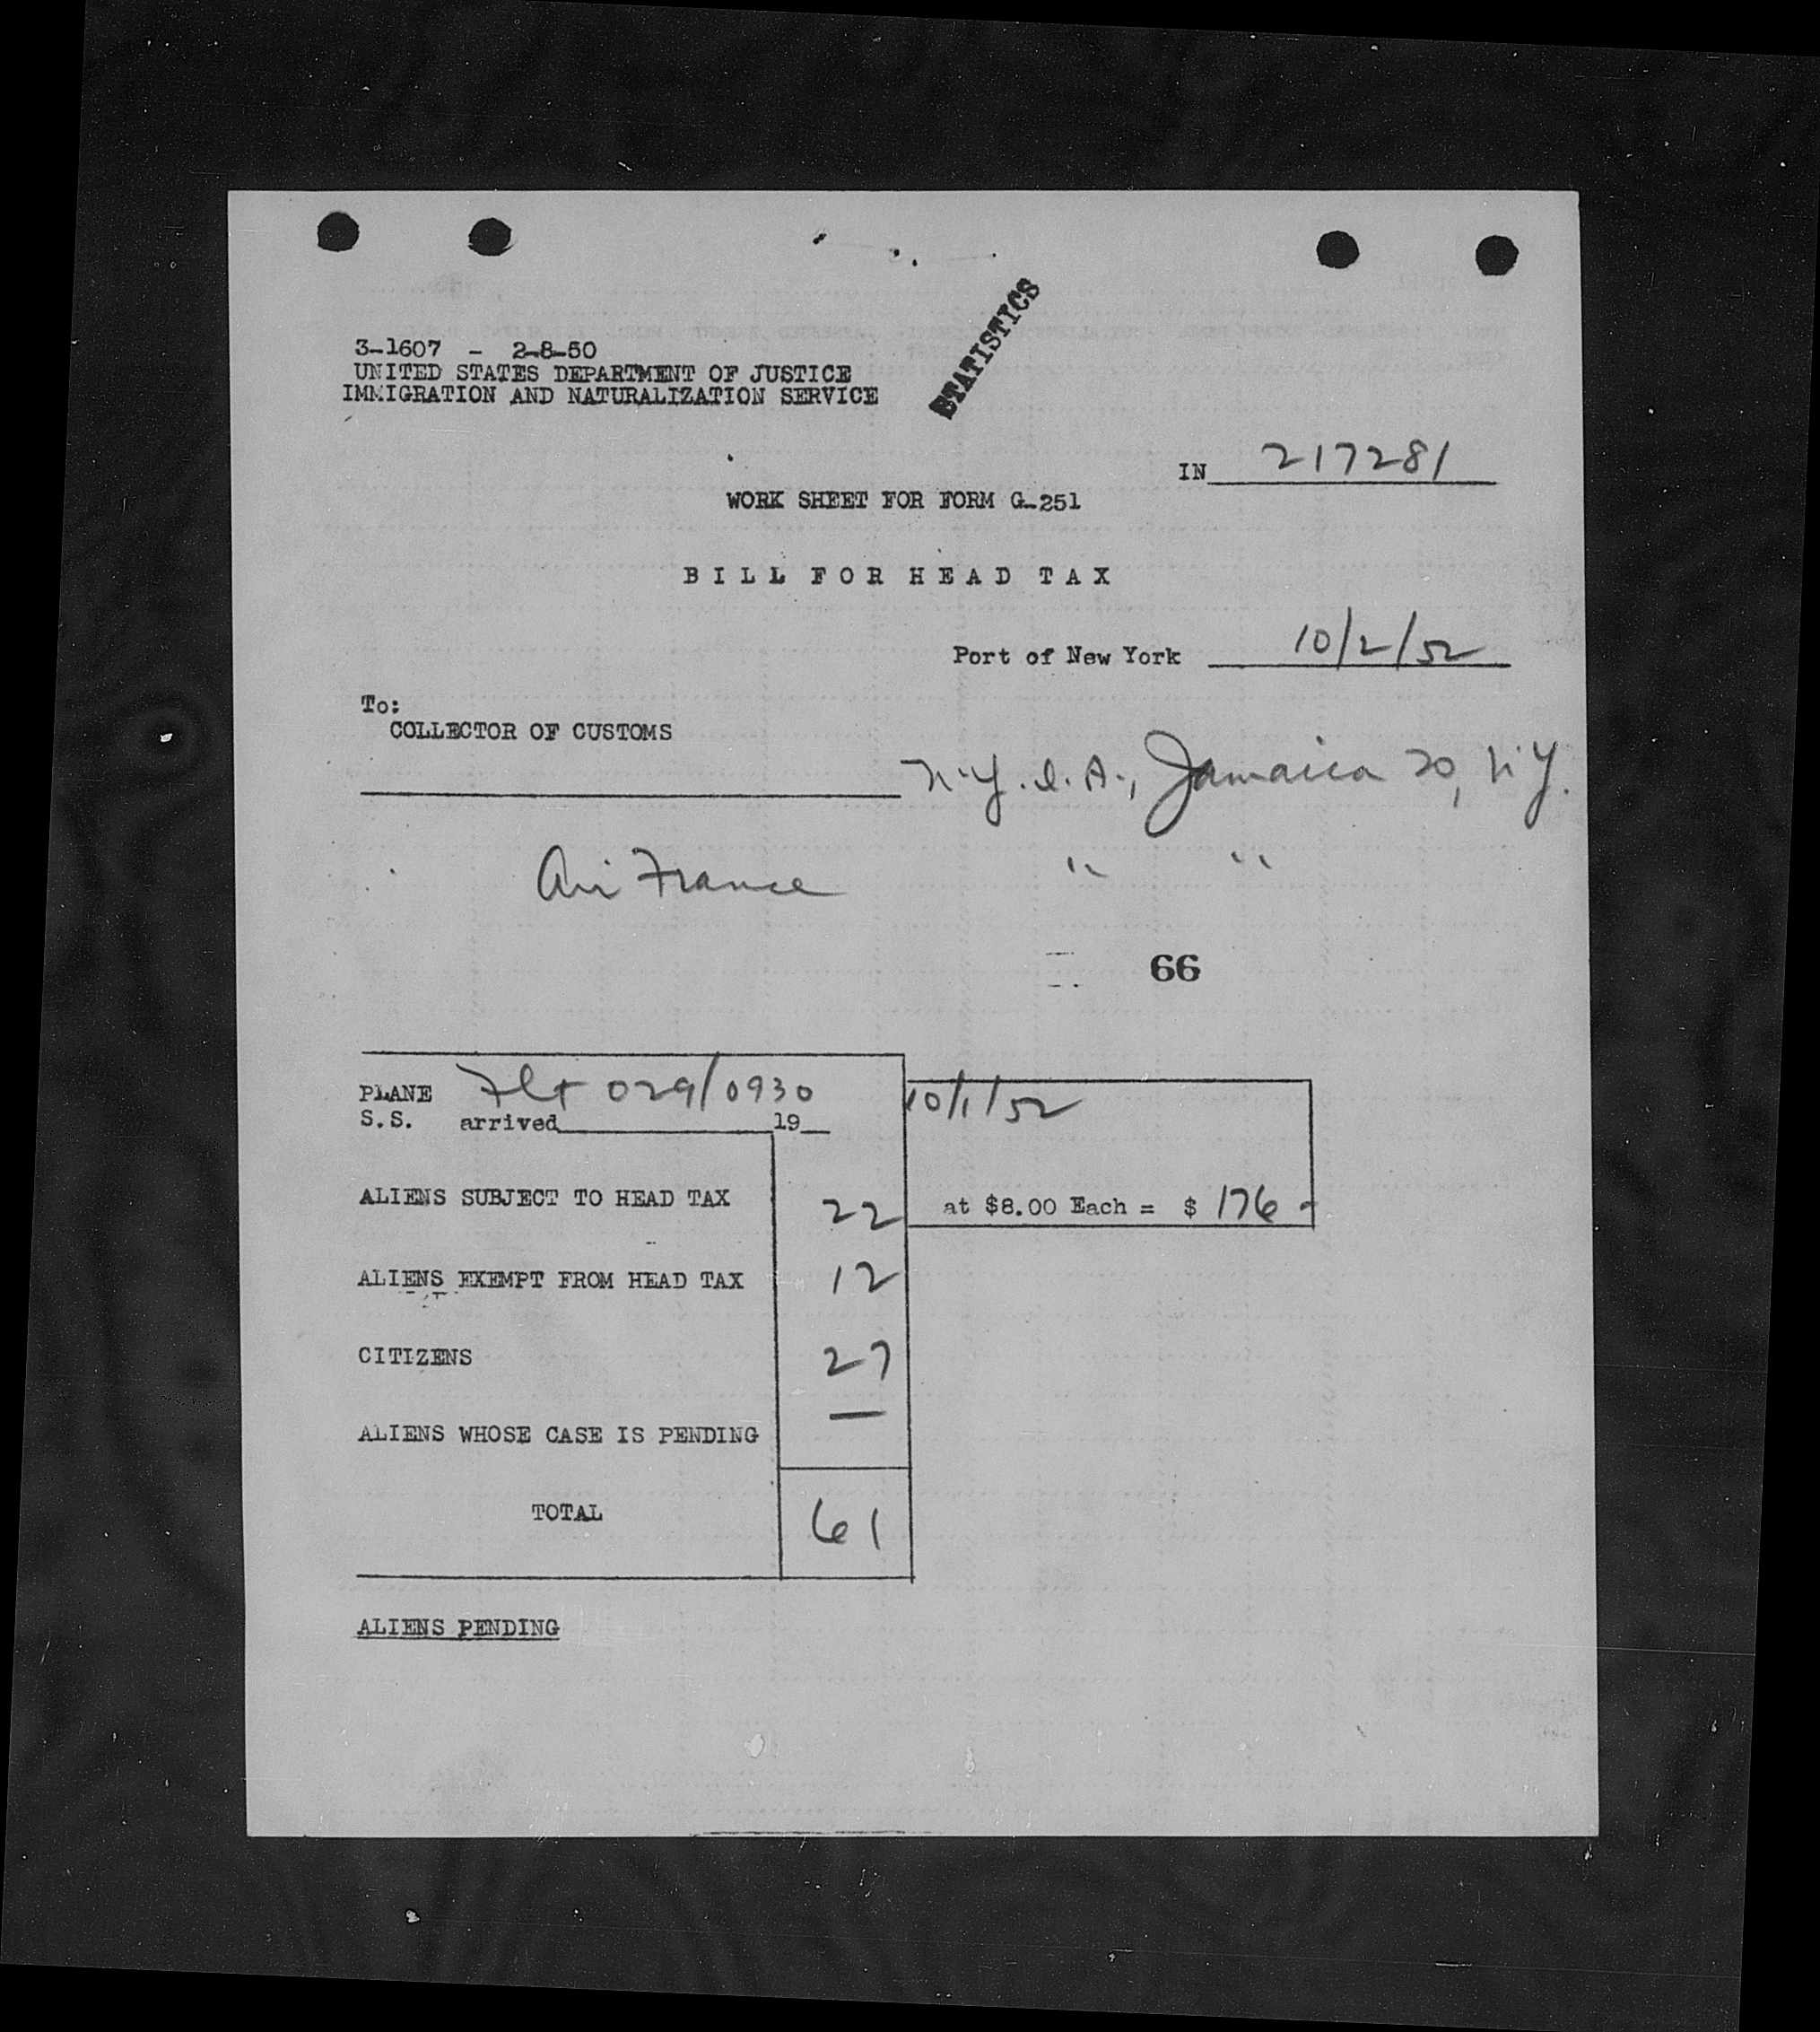 STATISTICS
3-1607 - 2-8-50
UNITED STATES DEPARTMENT OF JUSTICE
IMMIGRATION AND NATURALIZATION SERVICE
IN 217281
WORK SHEET FOR FORM G-251
BILL FOR HEAD TAX
Port of New York 10/2/52
To:
COLLECTOR OF CUSTOMS
N.Y.I.A., Jamaica 30, N.Y.
Air France " "
66
PLANE Flt 029/0930 10/1/52
S.S. arrived 19
ALIENS SUBJECT TO HEAD TAX 22 at $8.00 Each = $ 176 -
ALIENS EXEMPT FROM HEAD TAX 12
CITIZENS 27
ALIENS WHOSE CASE IS PENDING —
TOTAL 61
ALIENS PENDING